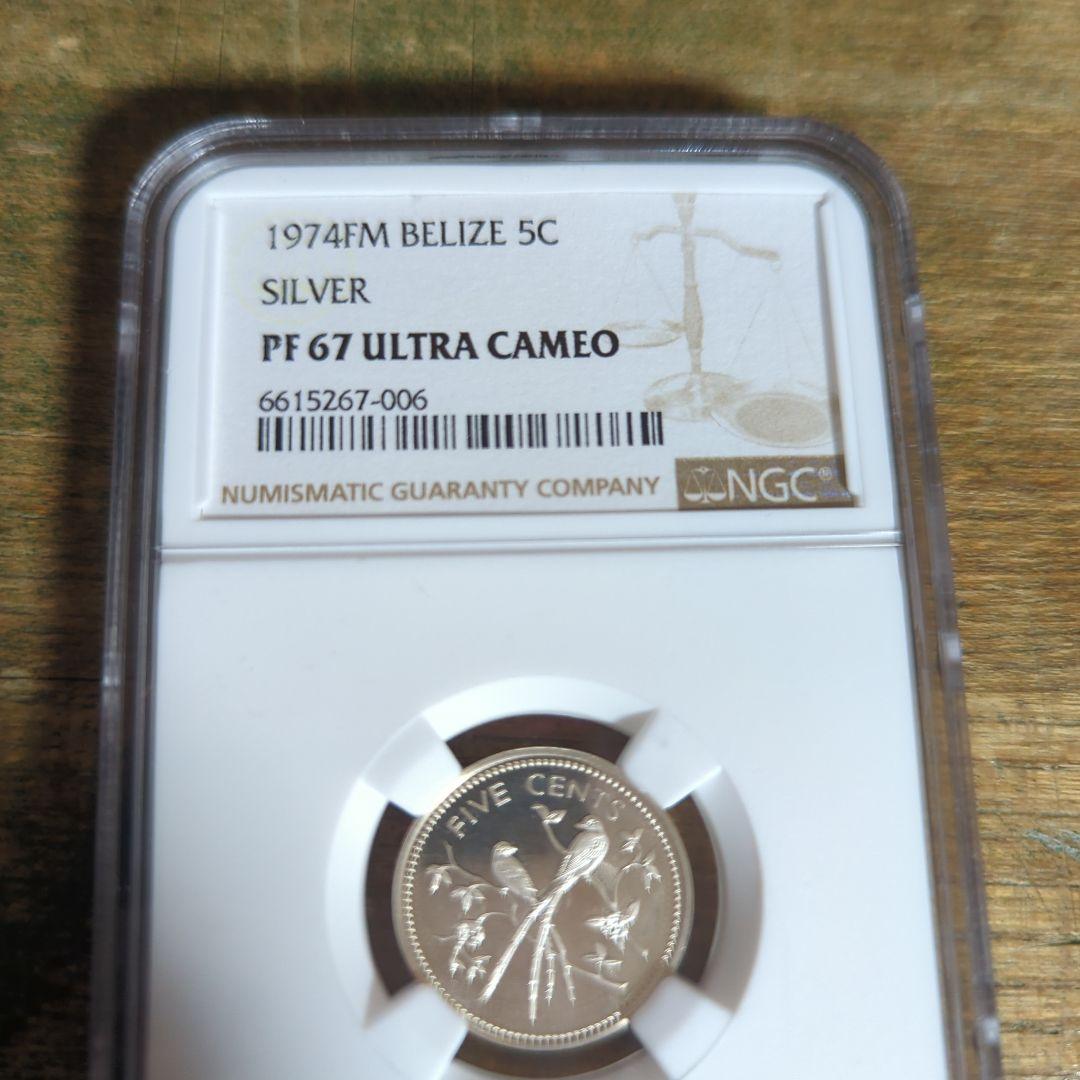 1974FM BELIZE 5C
SILVER
PF 67 ULTRA CAMEO
6615267-006
NUMISMATIC GUARANTY COMPANY
NGC®
FIVE CENTS